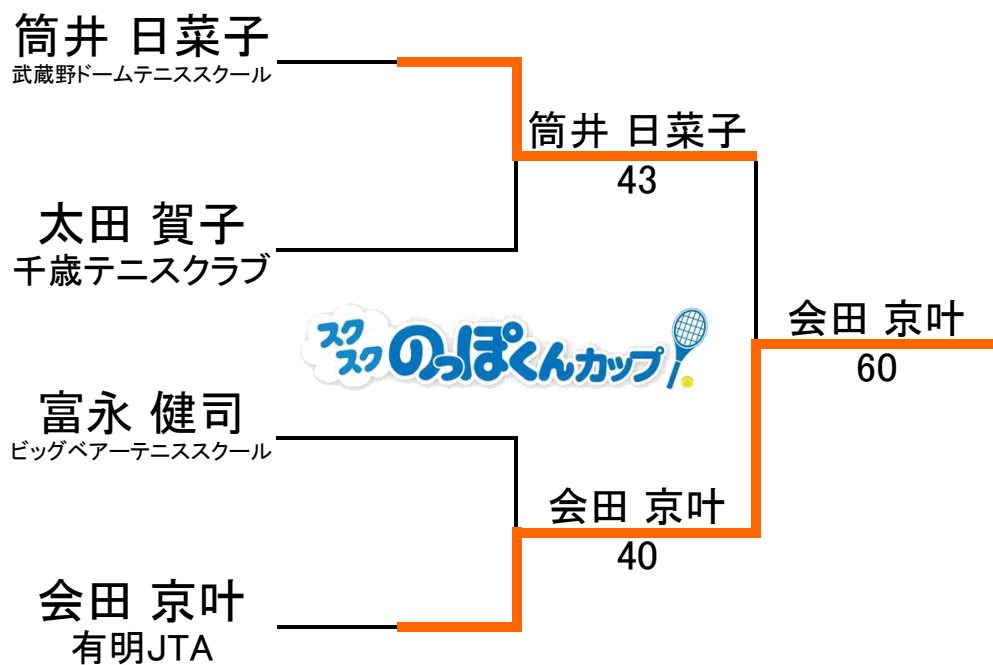 筒井 日菜子
武蔵野ドームテニススクール
筒井 日菜子
43
太田 賀子
千歳テニスクラブ
スク
スク のっぽくんカップ
会田 京叶
60
富永 健司
ビッグベアーテニススクール
会田 京叶
40
会田 京叶
有明JTA